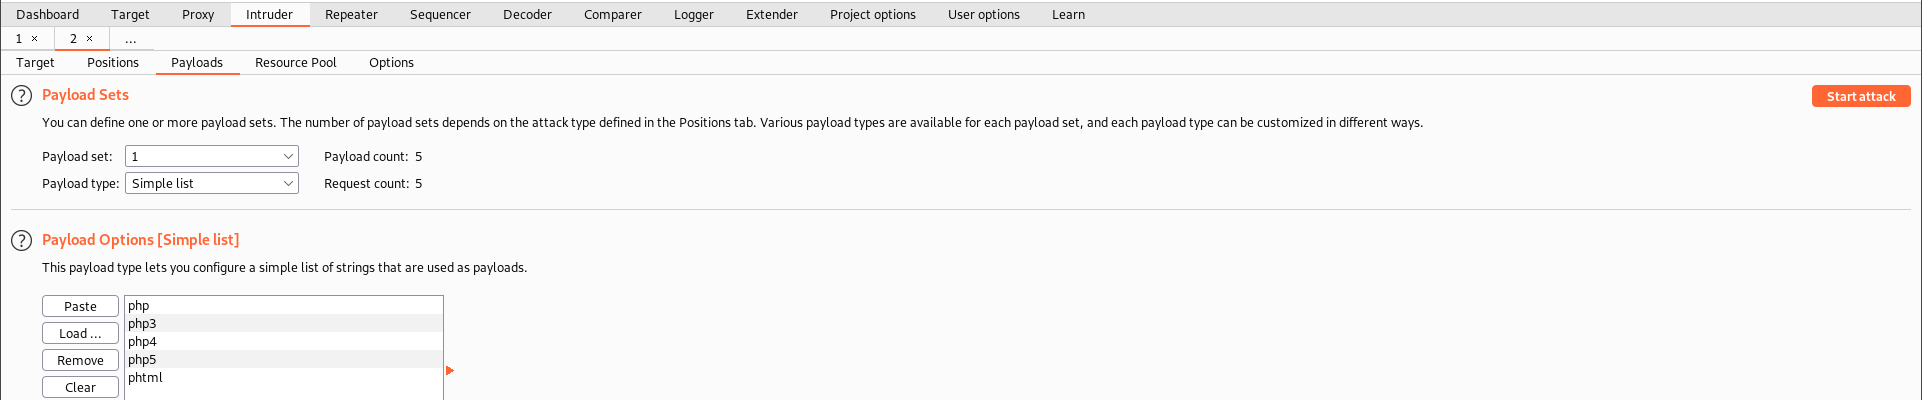 Dashboard Target Proxy Intruder Repeater Sequencer Decoder Comparer Logger Extender Project options User options Learn
1 × 2 × ...
Target Positions Payloads Resource Pool Options
? Payload Sets Start attack
You can define one or more payload sets. The number of payload sets depends on the attack type defined in the Positions tab. Various payload types are available for each payload set, and each payload type can be customized in different ways.
Payload set: 1 Payload count: 5
Payload type: Simple list Request count: 5
? Payload Options [Simple list]
This payload type lets you configure a simple list of strings that are used as payloads.
Paste php
php3
Load ... php4
Remove php5
Clear phtml